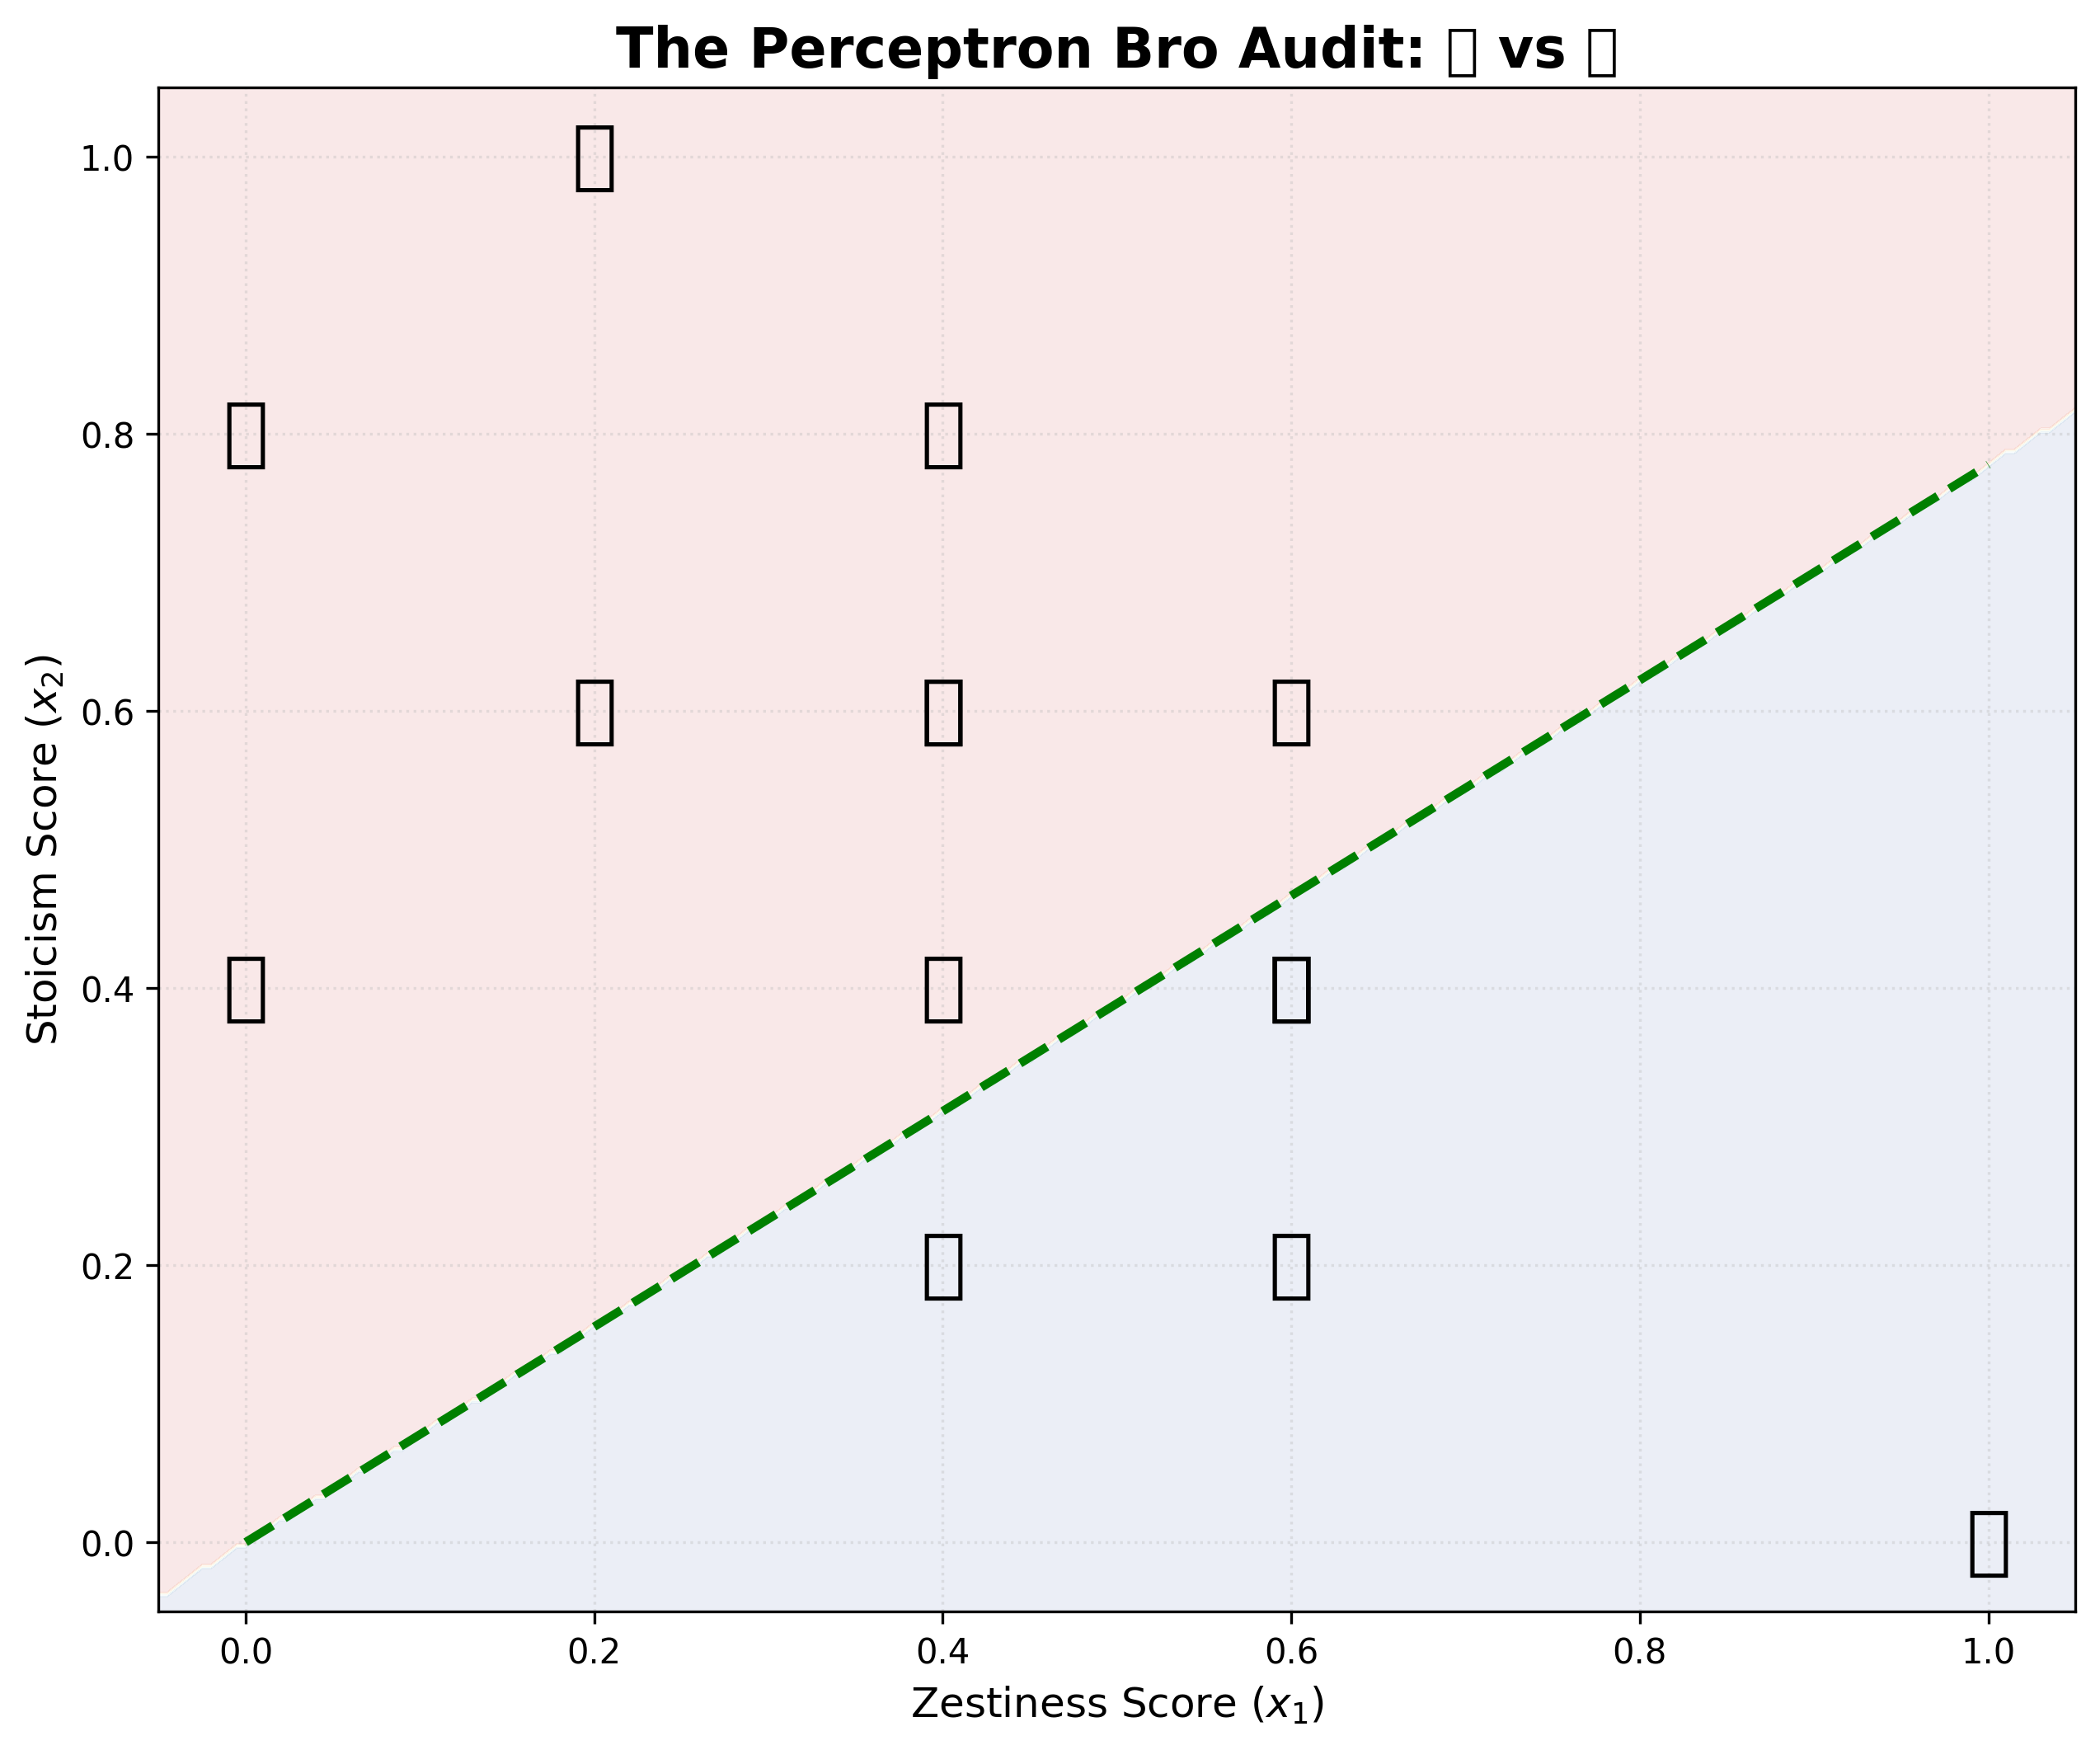 The Perceptron Bro Audit: ▯ vs ▯
1.0
0.8
0.6
0.4
0.2
0.0
Stoicism Score (x₂)
0.0 0.2 0.4 0.6 0.8 1.0
Zestiness Score (x₁)